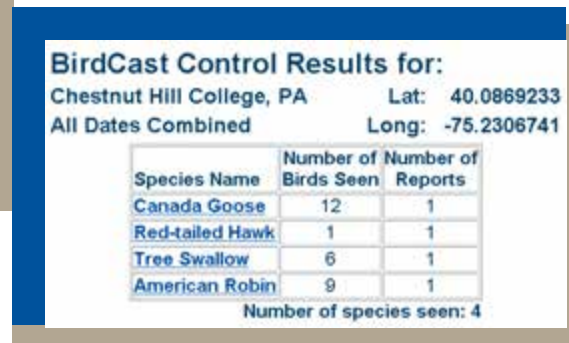 BirdCast Control Results for:
Chestnut Hill College, PA Lat: 40.0869233
All Dates Combined Long: -75.2306741
Species Name Number of Birds Seen Number of Reports
Canada Goose 12 1
Red-tailed Hawk 1 1
Tree Swallow 6 1
American Robin 9 1
Number of species seen: 4